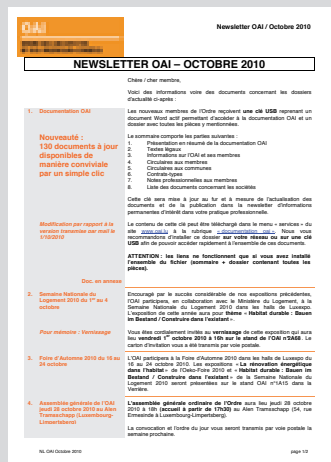 OAI
Newsletter OAI / Octobre 2010
NEWSLETTER OAI – OCTOBRE 2010
Chère / cher membre,
Voici des informations voire des documents concernant les dossiers
d'actualité ci-après :
1. Documentation OAI
Les nouveaux membres de l'Ordre reçoivent une clé USB reprenant un
document Word actif permettant d'accéder à la documentation OAI et un
dossier avec toutes les pièces y mentionnées.
Nouveauté :
130 documents à jour
disponibles de
manière conviviale
par un simple clic
Le sommaire comporte les parties suivantes :
1. Présentation en résumé de la documentation OAI
2. Textes légaux
3. Informations sur l'OAI et ses membres
4. Circulaires aux membres
5. Circulaires aux communes
6. Contrats-types
7. Notes professionnelles aux membres
8. Liste des documents concernant les sociétés
Cette clé sera mise à jour au fur et à mesure de l'actualisation des
documents et de la publication dans la newsletter d'informations
permanentes d'intérêt dans votre pratique professionnelle.
Modification par rapport à la
version transmise par mail le
1/10/2010
Le contenu de cette clé peut être téléchargé dans le menu « services » du
site www.oai.lu à la rubrique « documentation oai ». Nous vous
recommandons d'installer ce dossier sur votre réseau ou sur une clé
USB afin de pouvoir accéder rapidement à l'ensemble de ces documents.
ATTENTION : les liens ne fonctionnent que si vous avez installé
l'ensemble du fichier (sommaire + dossier contenant toutes les
pièces).
Doc. en annexe
2. Semaine Nationale du
Logement 2010 du 1er au 4
octobre
Encouragé par le succès considérable de nos expositions précédentes,
l'OAI participera, en collaboration avec le Ministère du Logement, à la
Semaine Nationale du Logement 2010 dans les halls de Luxexpo.
L'exposition de cette année aura pour thème « Habitat durable : Bauen
im Bestand / Construire dans l'existant ».
Pour mémoire : Vernissage
Vous êtes cordialement invités au vernissage de cette exposition qui aura
lieu vendredi 1er octobre 2010 à 16h sur le stand de l'OAI n°2A68. Le
carton d'invitation vous a été transmis par voie postale.
3. Foire d'Automne 2010 du 16 au
24 octobre
L'OAI participera à la Foire d'Automne 2010 dans les halls de Luxexpo du
16 au 24 octobre 2010. Les expositions « La rénovation énergétique
dans l'habitat » de l'Oeko-Foire 2010 et « Habitat durable : Bauen im
Bestand / Construire dans l'existant » de la Semaine Nationale du
Logement 2010 seront présentées sur le stand OAI n°1A15 dans la
Verrière.
4. Assemblée générale de l'OAI
jeudi 28 octobre 2010 au Alen
Tramsschapp (Luxembourg-
Limpertsberg)
L'assemblée générale ordinaire de l'Ordre aura lieu jeudi 28 octobre
2010 à 18h (accueil à partir de 17h30) au Alen Tramsschapp (54, rue
Ermesinde à Luxembourg-Limpertsberg).
La convocation et l'ordre du jour vous seront transmis par voie postale la
semaine prochaine.
NL OAI Octobre 2010
page 1/2